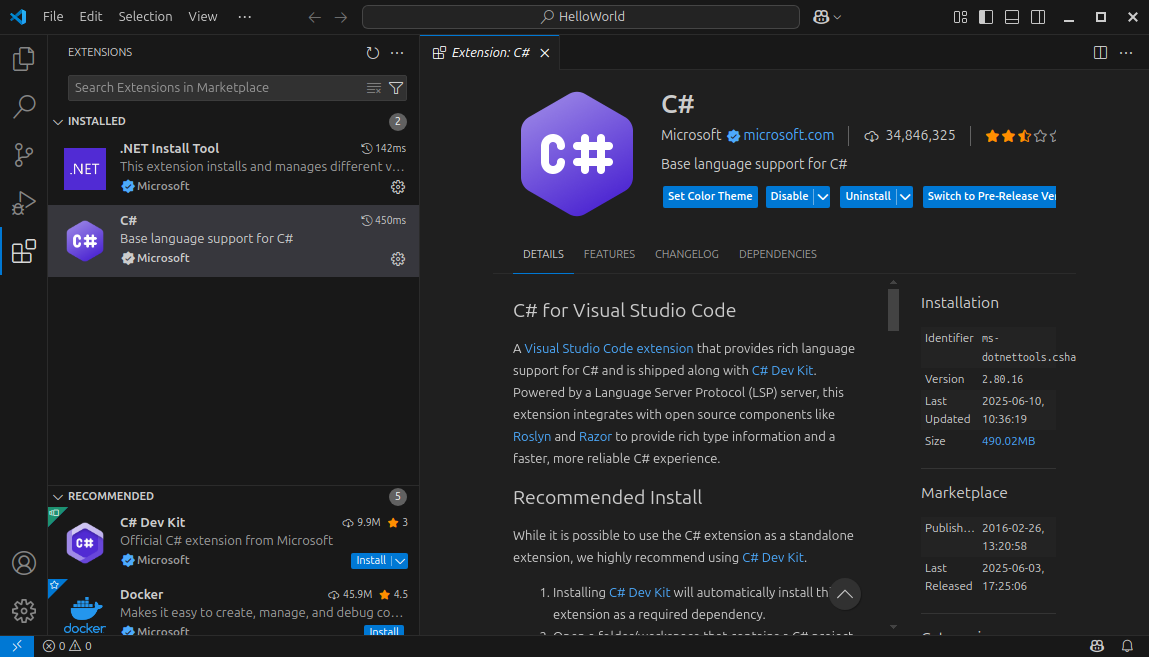 File Edit Selection View ··· HelloWorld
EXTENSIONS
Search Extensions in Marketplace
INSTALLED 2
.NET
.NET Install Tool 142ms
This extension installs and manages different v…
Microsoft
C#
C# 450ms
Base language support for C#
Microsoft
RECOMMENDED 5
C#
C# Dev Kit 9.9M 3
Official C# extension from Microsoft
Microsoft Install
docker
Docker 45.9M 4.5
Makes it easy to create, manage, and debug co…
Microsoft Install
0 0
Extension: C#
C#
C#
Microsoft microsoft.com 34,846,325
Base language support for C#
Set Color Theme Disable Uninstall Switch to Pre-Release Ver
DETAILS FEATURES CHANGELOG DEPENDENCIES
C# for Visual Studio Code
A Visual Studio Code extension that provides rich language
support for C# and is shipped along with C# Dev Kit.
Powered by a Language Server Protocol (LSP) server, this
extension integrates with open source components like
Roslyn and Razor to provide rich type information and a
faster, more reliable C# experience.
Recommended Install
While it is possible to use the C# extension as a standalone
extension, we highly recommend using C# Dev Kit.
1. Installing C# Dev Kit will automatically install th
extension as a required dependency.
2. Open a folder/workspace that contains a C# project
Installation
Identifier ms-
dotnettools.csha
Version 2.80.16
Last 2025-06-10,
Updated 10:36:19
Size 490.02MB
Marketplace
Publish… 2016-02-26,
13:20:58
Last 2025-06-03,
Released 17:25:06